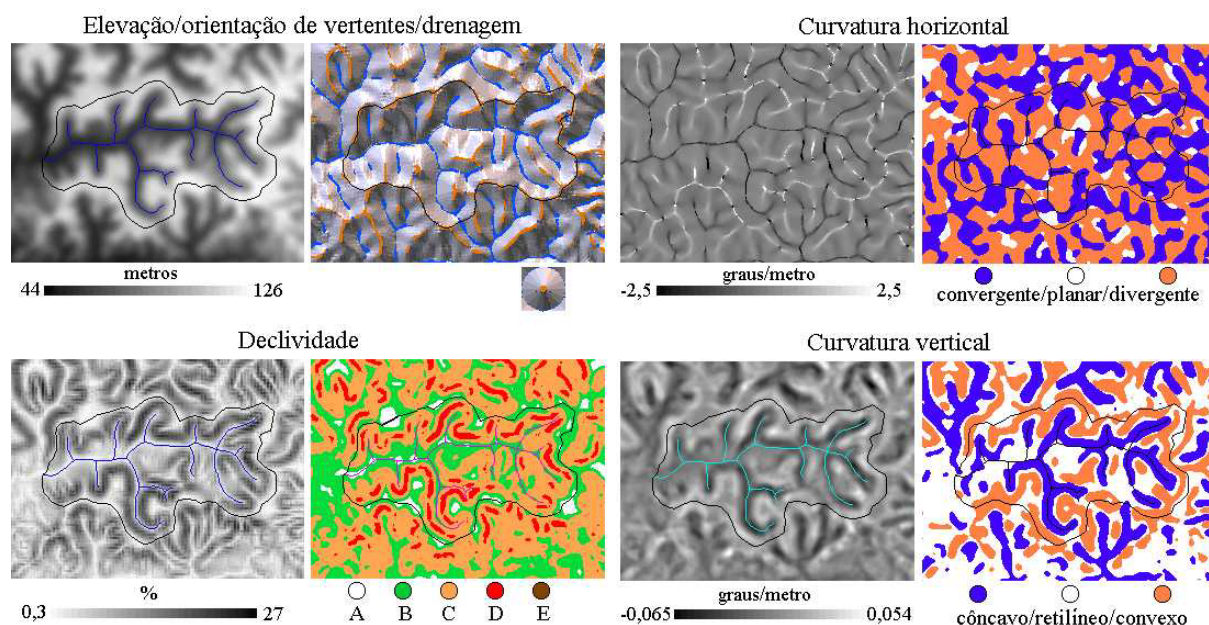 Elevação/orientação de vertentes/drenagem
Curvatura horizontal
metros
44 126
graus/metro
-2,5 2,5
convergente/planar/divergente
Declividade
Curvatura vertical
%
0,3 27
A B C D E
graus/metro
-0,065 0,054
côncavo/retilíneo/convexo